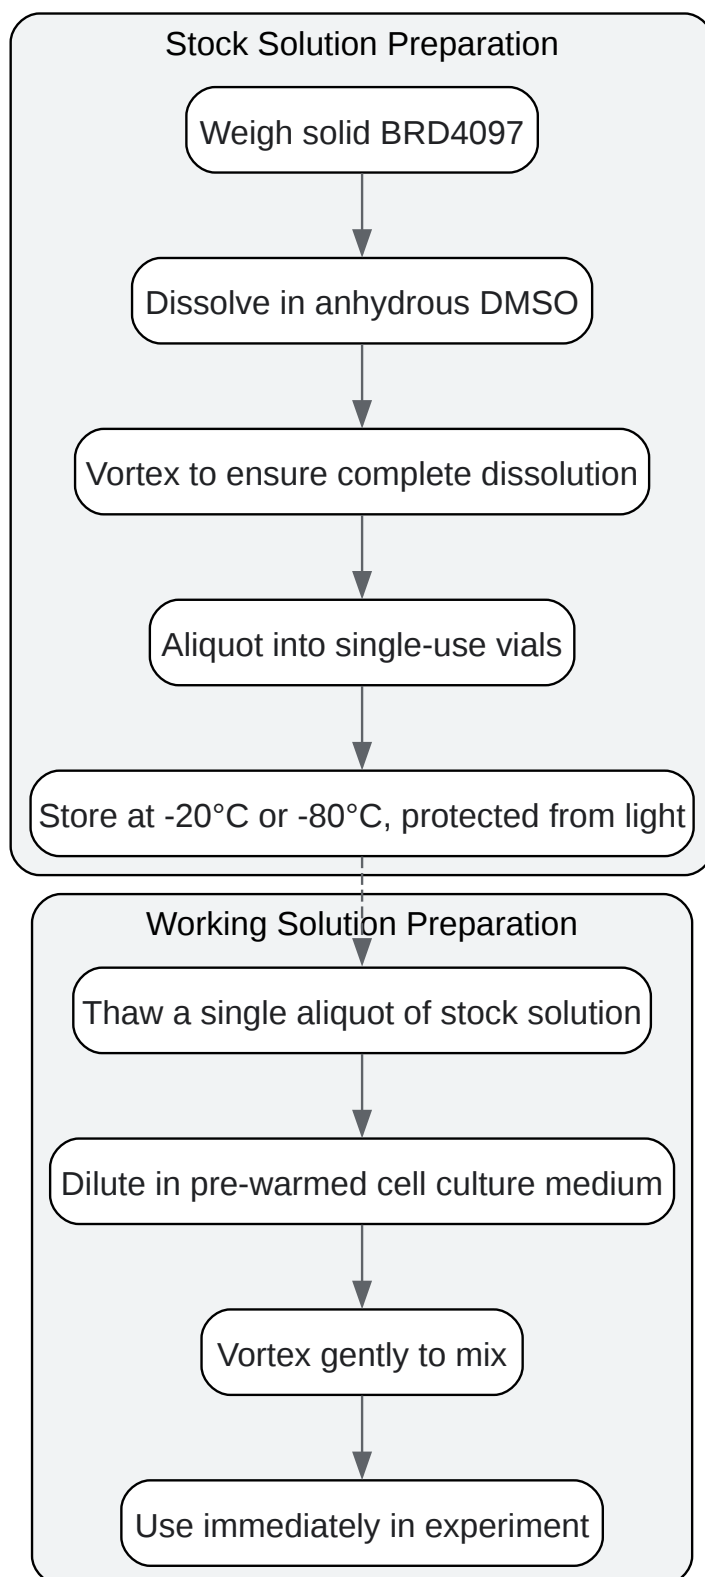 Stock Solution Preparation
Weigh solid BRD4097
Dissolve in anhydrous DMSO
Vortex to ensure complete dissolution
Aliquot into single-use vials
Store at -20°C or -80°C, protected from light
Working Solution Preparation
Thaw a single aliquot of stock solution
Dilute in pre-warmed cell culture medium
Vortex gently to mix
Use immediately in experiment